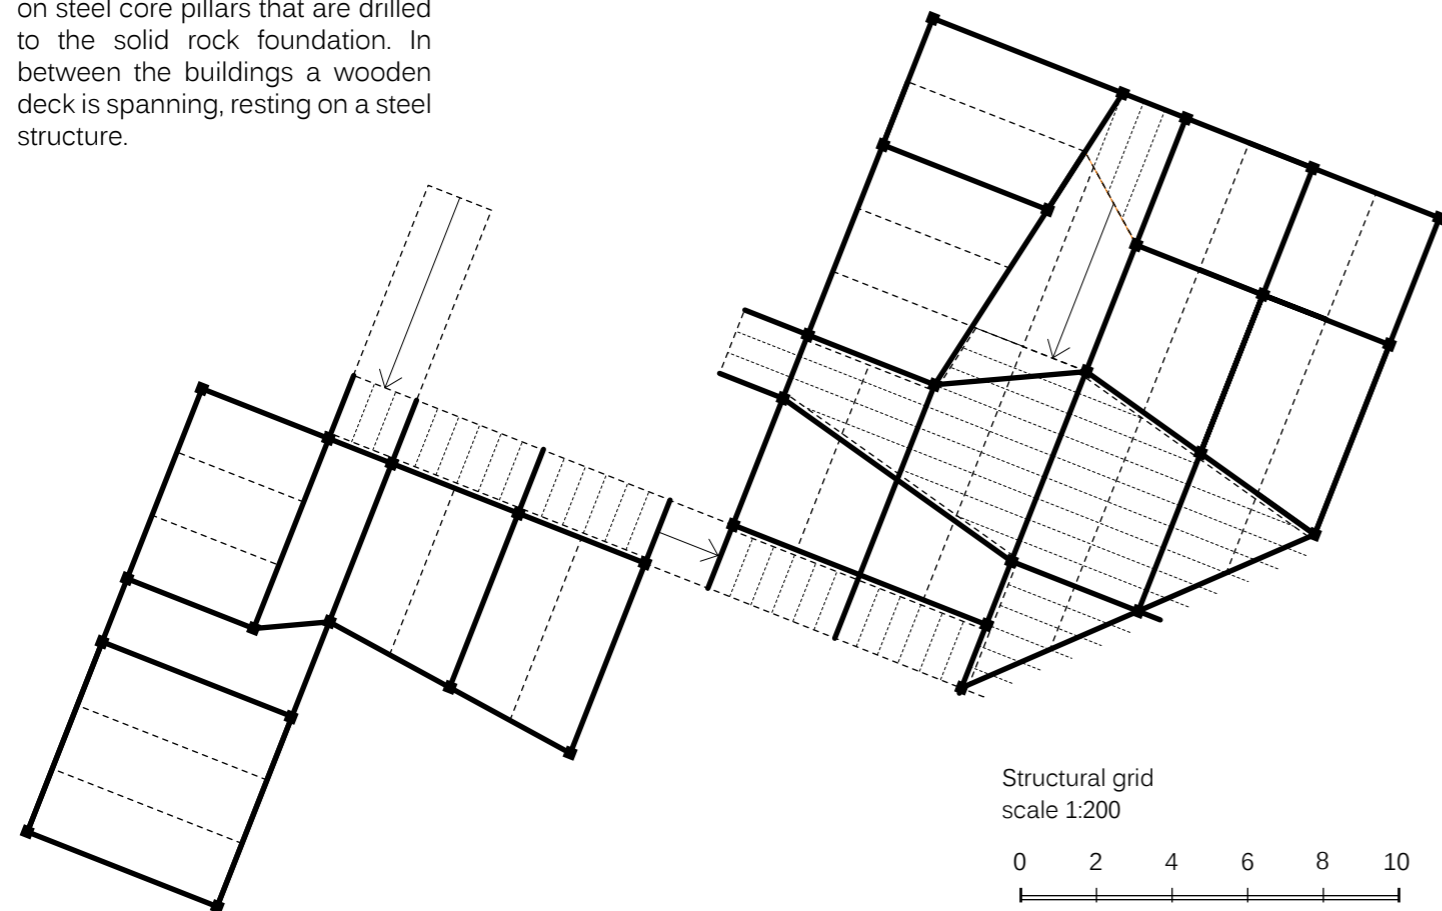 on steel core pillars that are drilled
to the solid rock foundation. In
between the buildings a wooden
deck is spanning, resting on a steel
structure.
Structural grid
scale 1:200
0 2 4 6 8 10